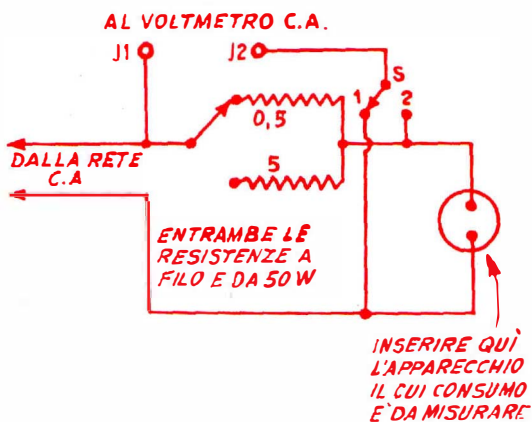 AL VOLTMETRO C.A.
J1
J2
S
1
2
0,5
DALLA RETE
C.A
5
ENTRAMBE LE
RESISTENZE A
FILO E DA 50 W
INSERIRE QUÌ
L'APPARECCHIO
IL CUI CONSUMO
E' DA MISURARE